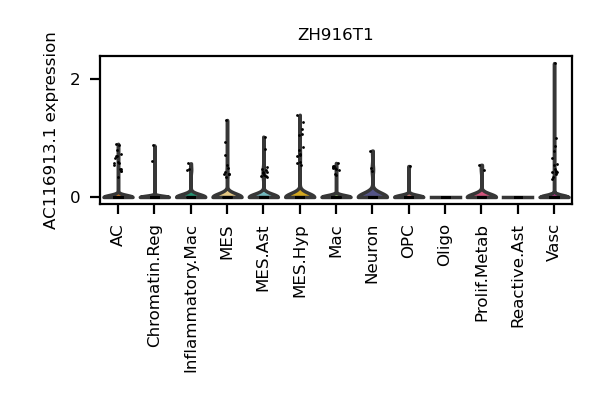 ZH916T1
AC116913.1 expression
2
0
AC
Chromatin.Reg
Inflammatory.Mac
MES
MES.Ast
MES.Hyp
Mac
Neuron
OPC
Oligo
Prolif.Metab
Reactive.Ast
Vasc